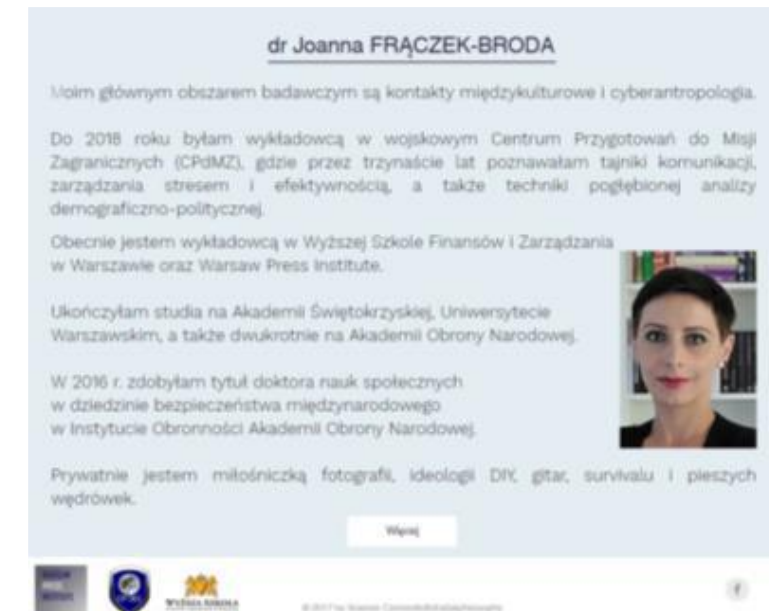 dr Joanna FRĄCZEK-BRODA
Moim głównym obszarem badawczym są kontakty międzykulturowe i cyberantropologia.
Do 2018 roku byłam wykładowcą w wojskowym Centrum Przygotowań do Misji
Zagranicznych (CPdMZ), gdzie przez trzynaście lat poznawałam tajniki komunikacji,
zarządzania stresem i efektywnością, a także techniki pogłębionej analizy
demograficzno-politycznej.
Obecnie jestem wykładowcą w Wyższej Szkole Finansów i Zarządzania
w Warszawie oraz Warsaw Press Institute.
Ukończyłam studia na Akademii Świętokrzyskiej, Uniwersytecie
Warszawskim, a także dwukrotnie na Akademii Obrony Narodowej.
W 2016 r. zdobyłam tytuł doktora nauk społecznych
w dziedzinie bezpieczeństwa międzynarodowego
w Instytucie Obronności Akademii Obrony Narodowej.
Prywatnie jestem miłośniczką fotografii, ideologii DIY, gitar, survivalu i pieszych
wędrówek.
Więcej
WYŻSZA SZKOŁA
f